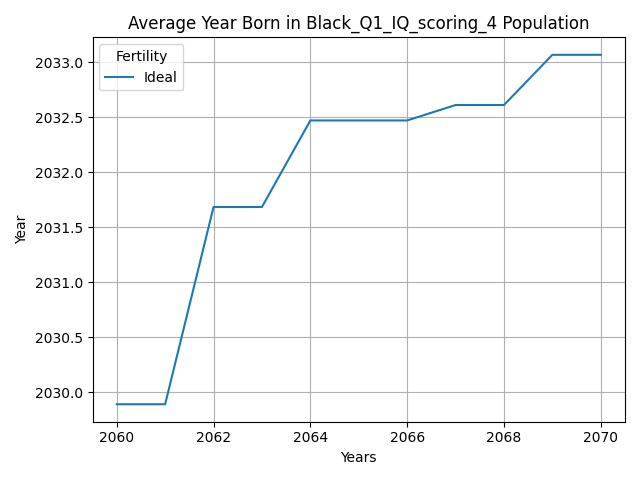 Average Year Born in Black_Q1_IQ_scoring_4 Population
Fertility
Ideal
2033.0
2032.5
2032.0
2031.5
2031.0
2030.5
2030.0
Year
2060 2062 2064 2066 2068 2070
Years